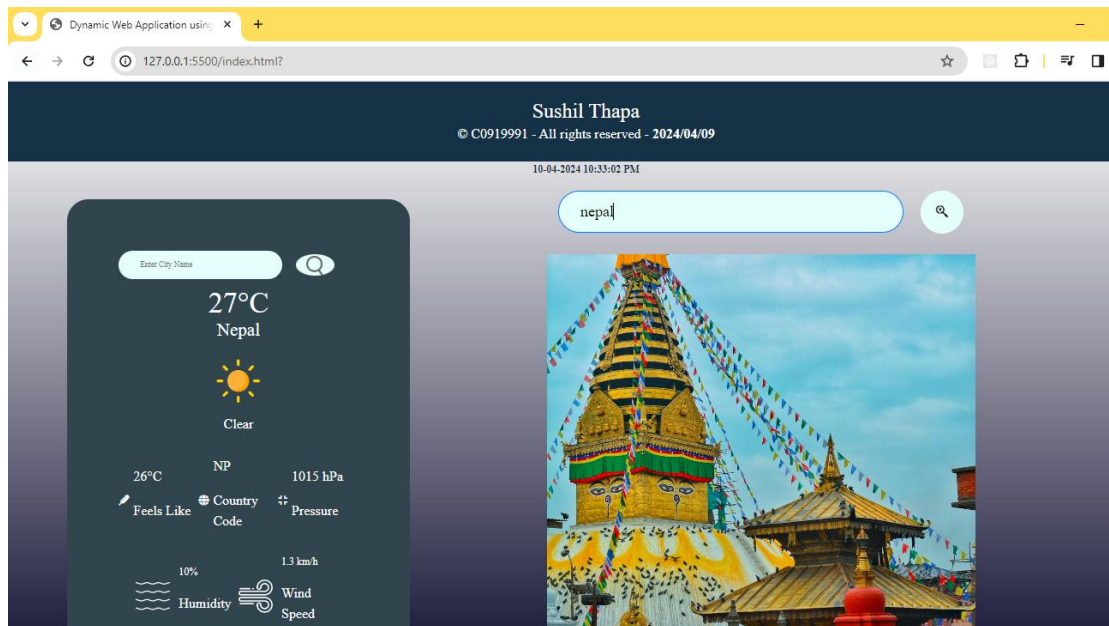 Dynamic Web Application using
127.0.0.1:5500/index.html?
Sushil Thapa
© C0919991 - All rights reserved - 2024/04/09
10-04-2024 10:33:02 PM
nepal
Enter City Name
27°C
Nepal
Clear
26°C
Feels Like
NP
Country
Code
1015 hPa
Pressure
10%
Humidity
1.3 km/h
Wind
Speed